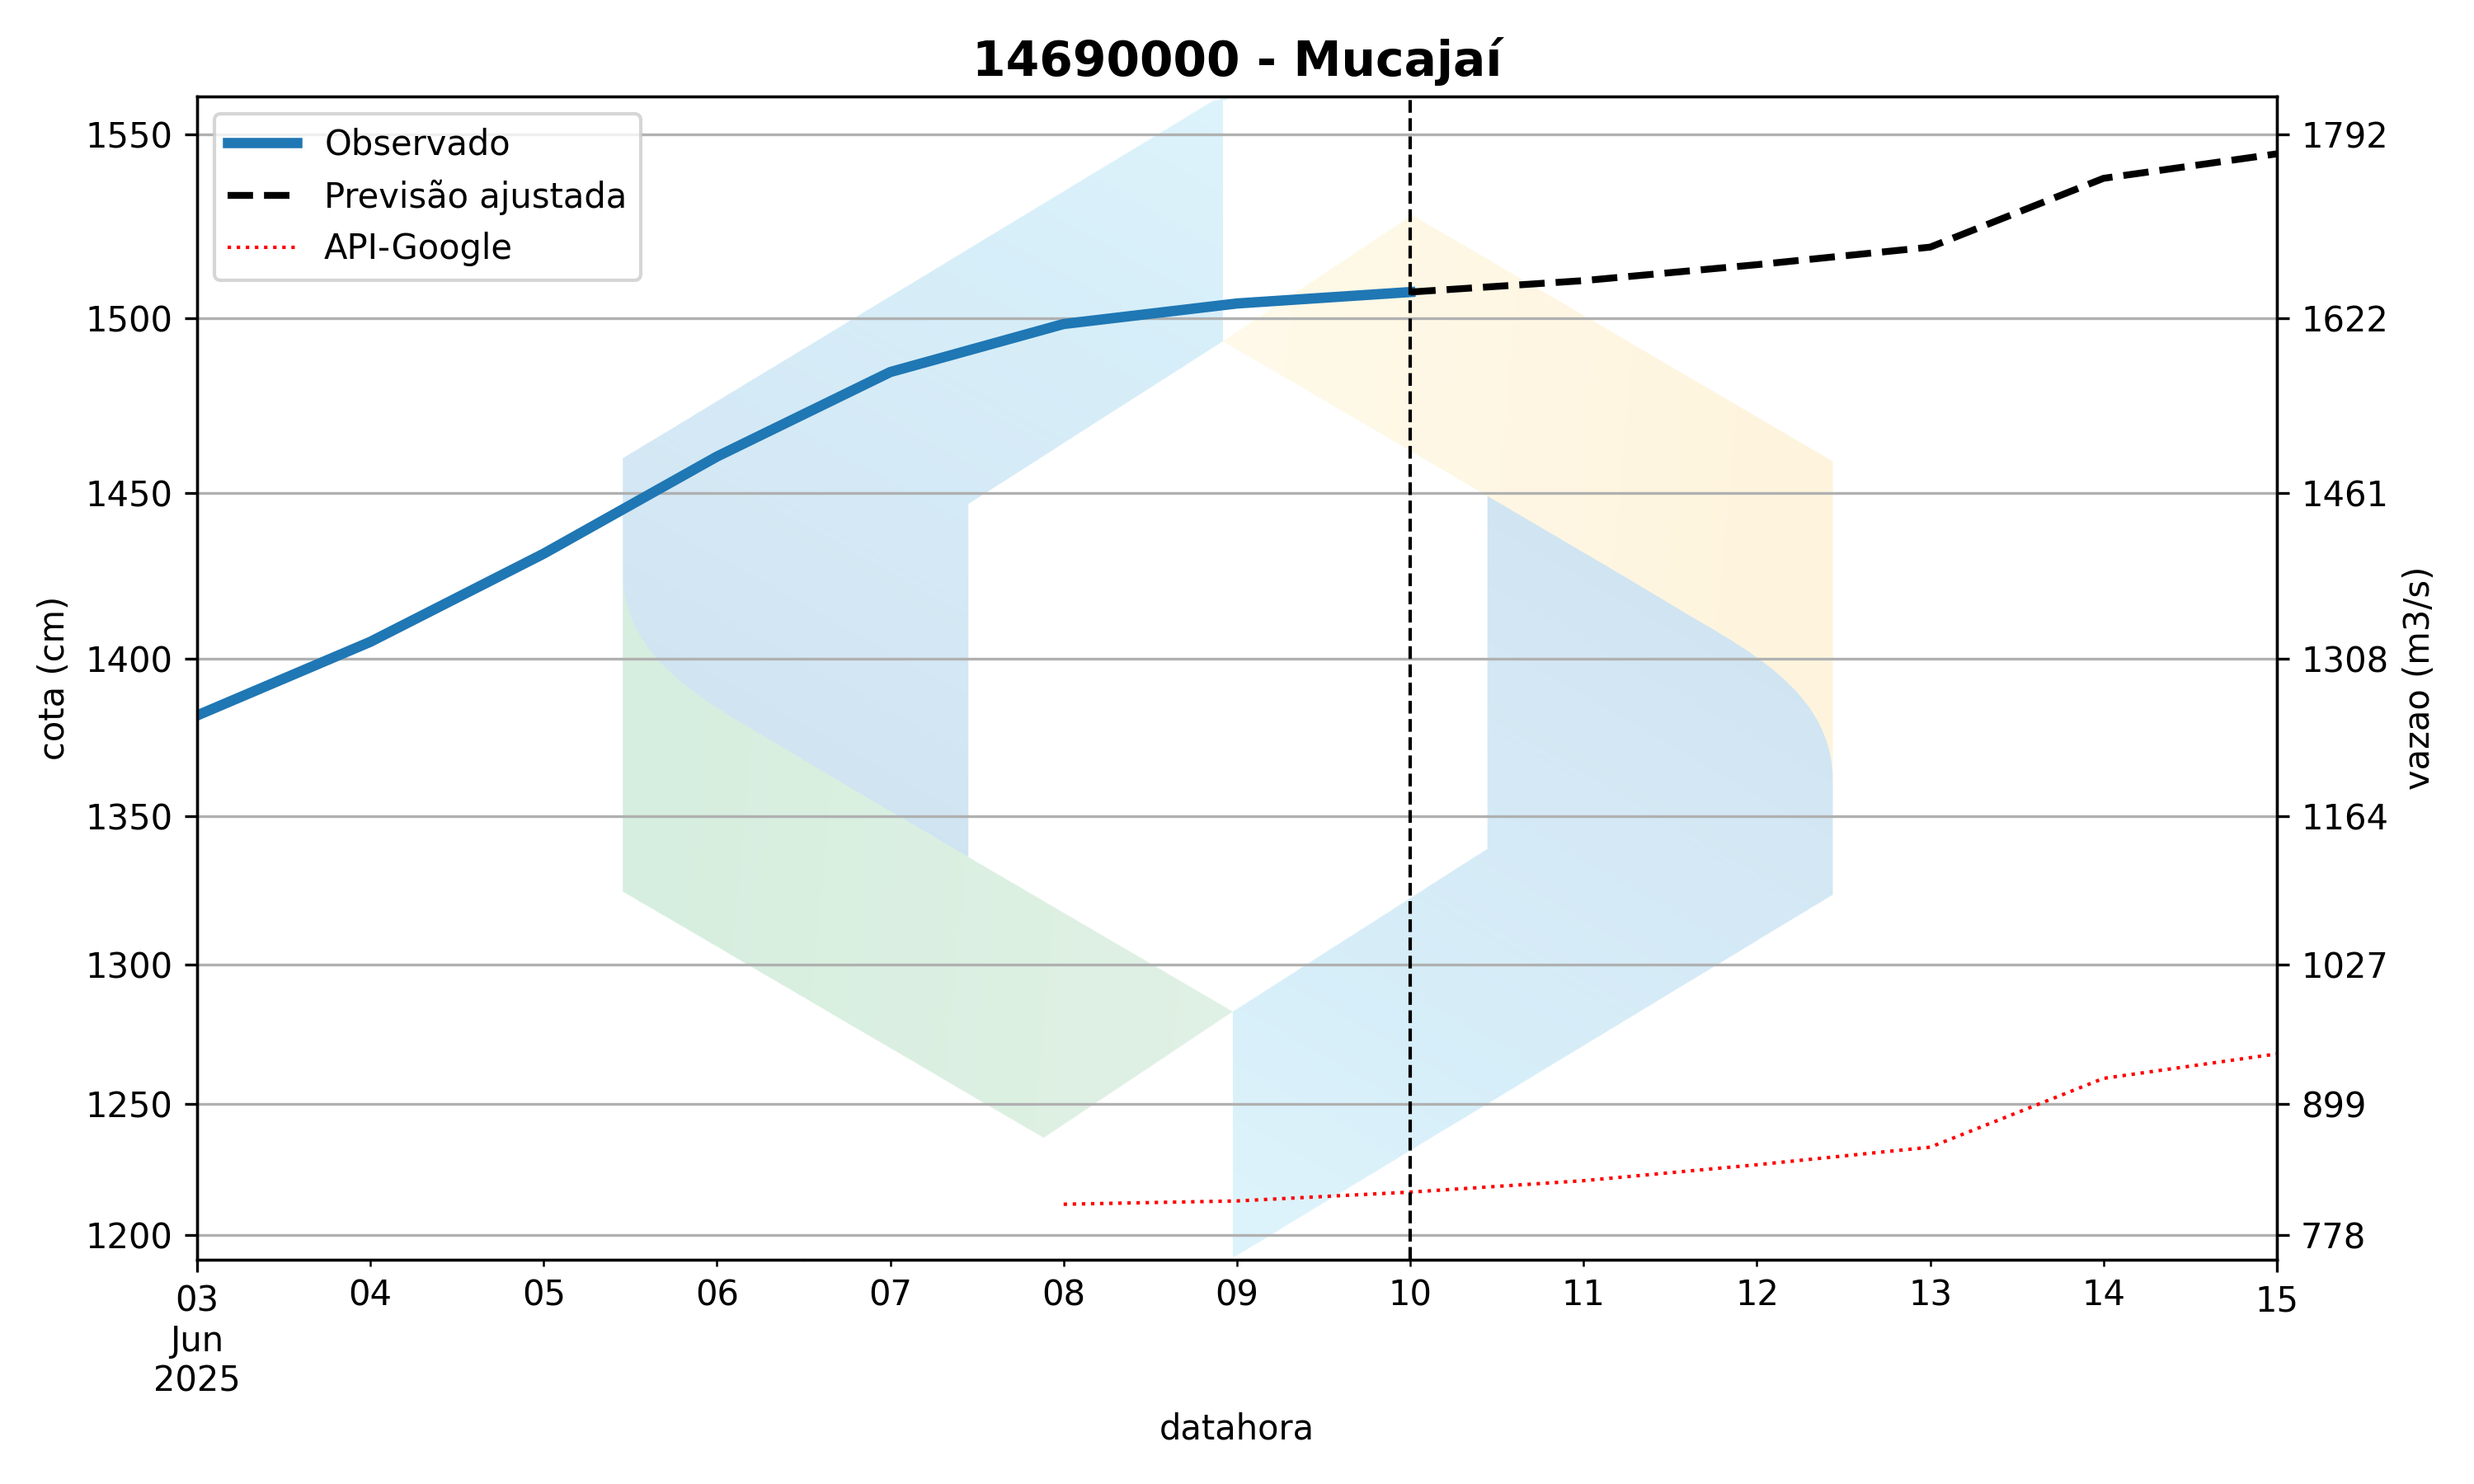 14690000 - Mucajaí
Observado
Previsão ajustada
API-Google
1550
1500
1450
1400
1350
1300
1250
1200
cota (cm)
1792
1622
1461
1308
1164
1027
899
778
vazao (m3/s)
03 04 05 06 07 08 09 10 11 12 13 14 15
Jun
2025
datahora